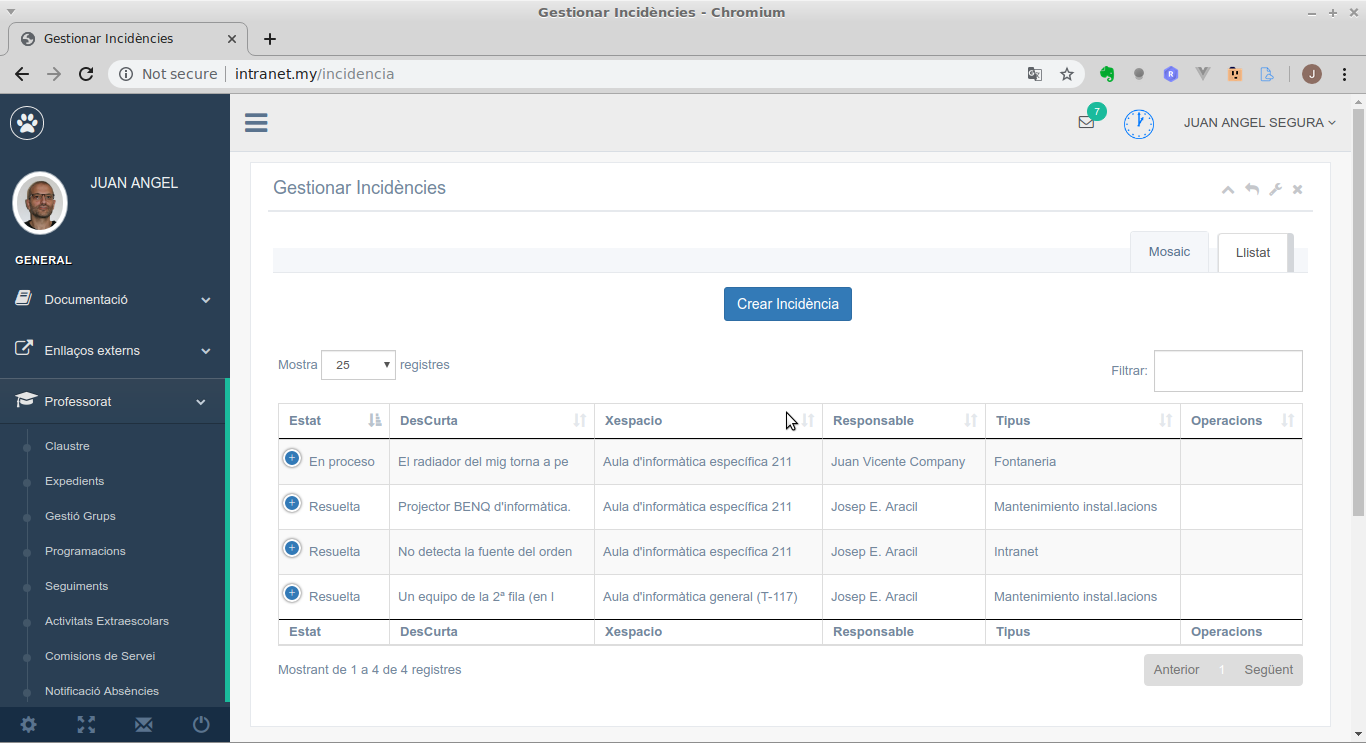 Gestionar Incidències - Chromium
Gestionar Incidències
Not secure intranet.my/incidencia
R
J
JUAN ANGEL
GENERAL
Documentació
Enllaços externs
Professorat
Claustre
Expedients
Gestió Grups
Programacions
Seguiments
Activitats Extraescolars
Comisions de Servei
Notificació Absències
7
JUAN ANGEL SEGURA
Gestionar Incidències
Mosaic Llistat
Crear Incidència
Mostra 25 registres
Filtrar:
Estat DesCurta Xespacio Responsable Tipus Operacions
En proceso El radiador del mig torna a pe Aula d'informàtica específica 211 Juan Vicente Company Fontaneria
Resuelta Projector BENQ d'informàtica. Aula d'informàtica específica 211 Josep E. Aracil Mantenimiento instal.lacions
Resuelta No detecta la fuente del orden Aula d'informàtica específica 211 Josep E. Aracil Intranet
Resuelta Un equipo de la 2ª fila (en l Aula d'informàtica general (T-117) Josep E. Aracil Mantenimiento instal.lacions
Estat DesCurta Xespacio Responsable Tipus Operacions
Mostrant de 1 a 4 de 4 registres
Anterior 1 Següent